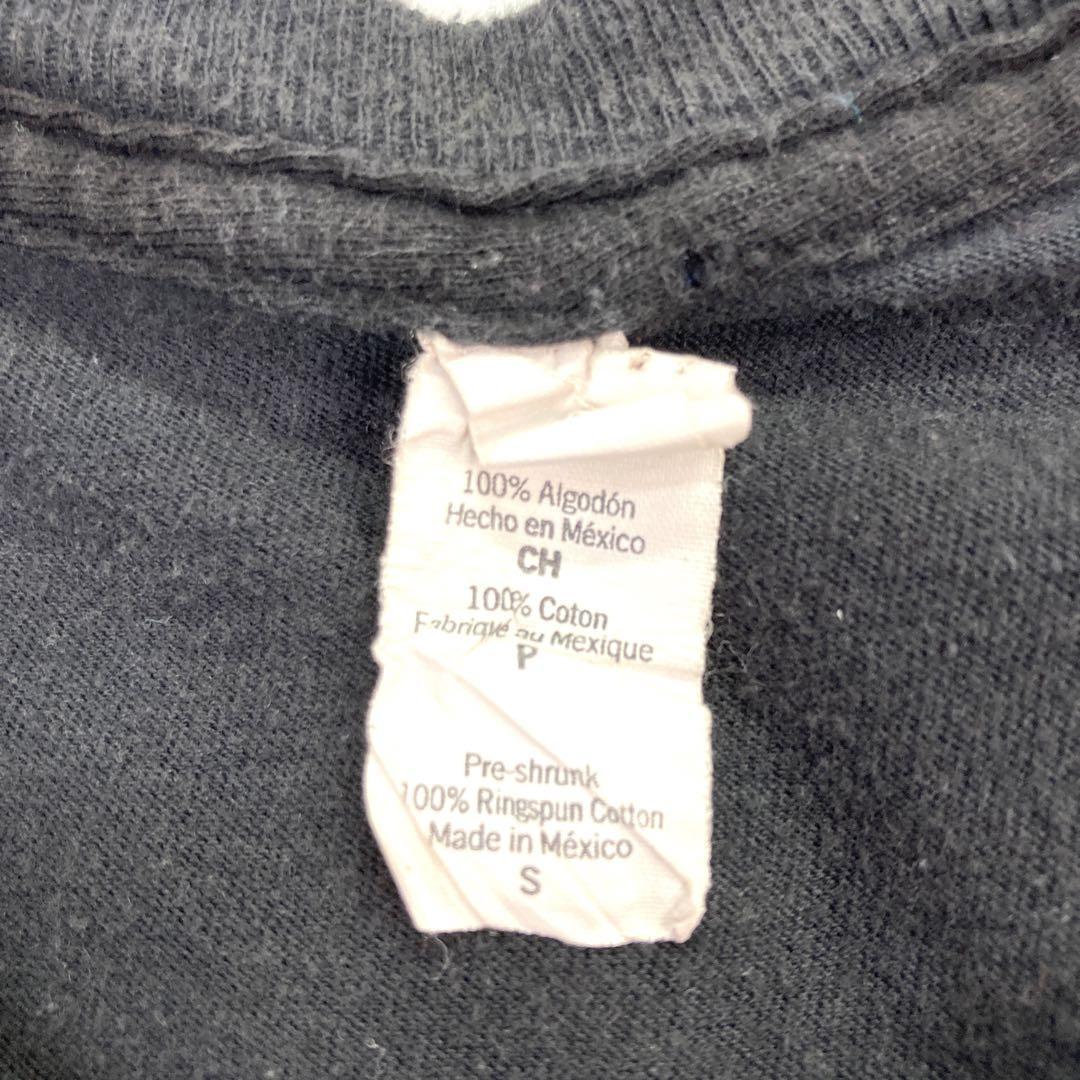 100% Algodón
Hecho en México
CH
100% Coton
Fabriqué au Mexique
P
Pre-shrunk
100% Ringspun Cotton
Made in México
S